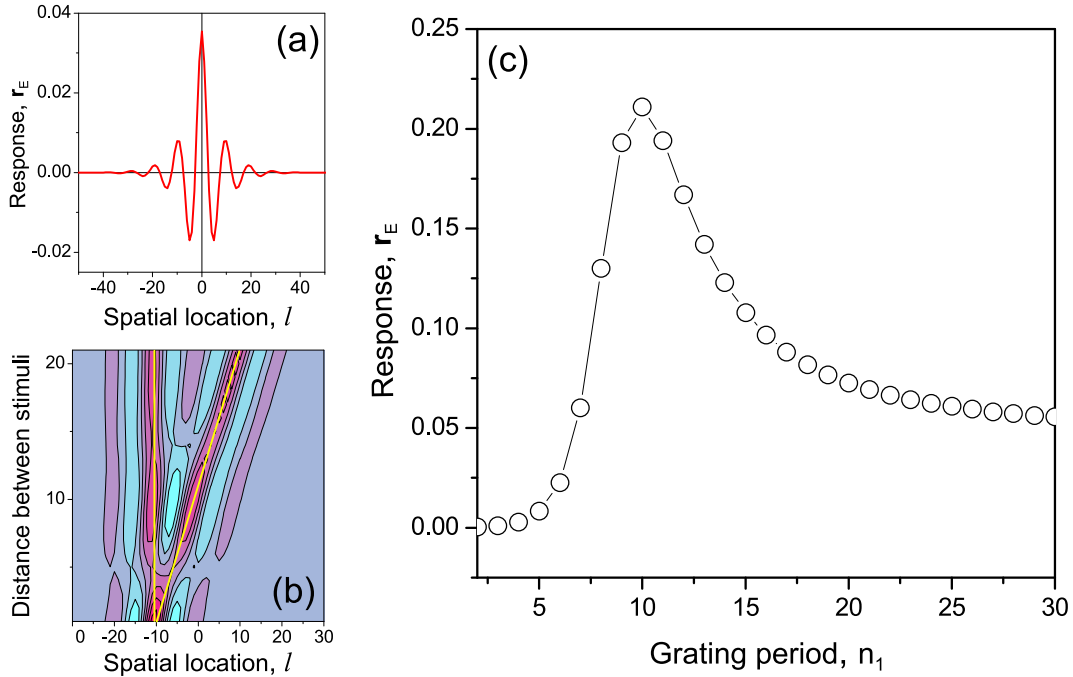 (a)
0.04
0.02
0.00
-0.02
Response, r_E
-40 -20 0 20 40
Spatial location, l
(b)
20
10
Distance between stimuli
-30 -20 -10 0 10 20 30
Spatial location, l
(c)
0.25
0.20
0.15
0.10
0.05
0.00
Response, r_E
5 10 15 20 25 30
Grating period, n_1